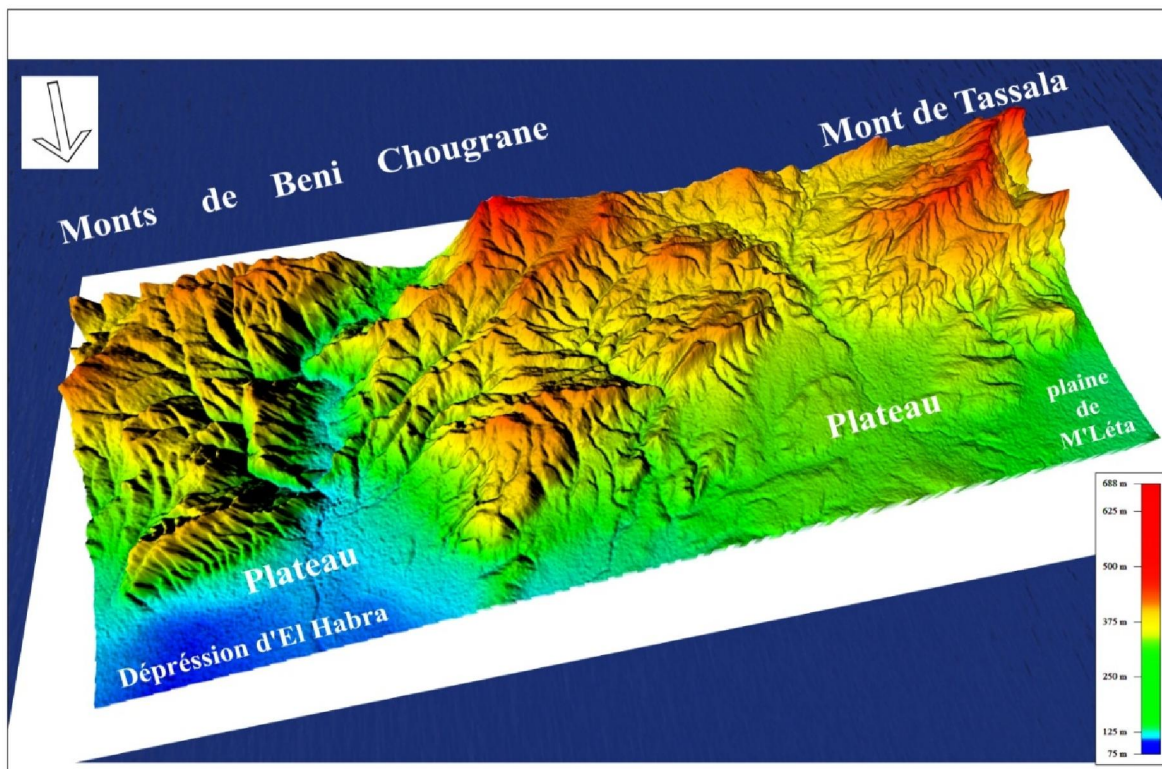 Mont de Tassala
Monts de Beni Chougrane
plaine
de
M'Léta
Plateau
Plateau
Dépréssion d'El Habra
688 m
625 m
500 m
375 m
250 m
125 m
75 m